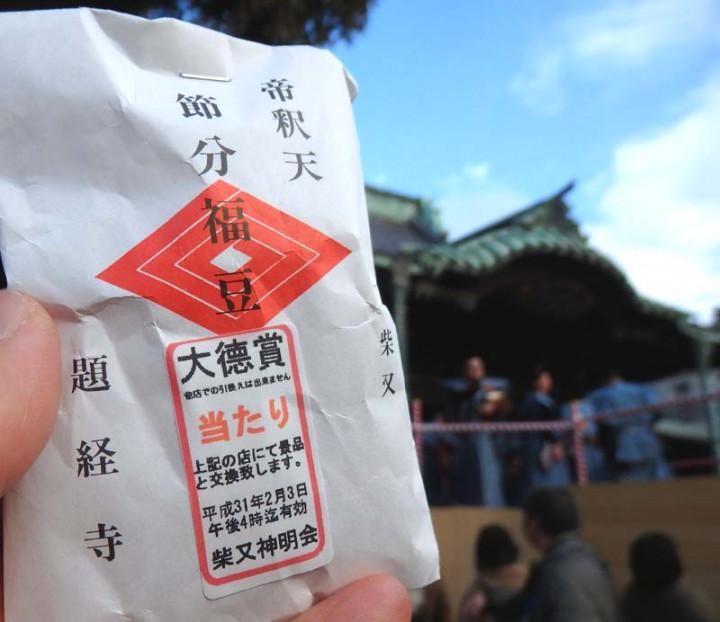 帝釈天
節分
福豆
柴又
題経寺
大徳賞
他店での引換えは出来ません
当たり
上記の店にて景品
と交換致します。
平成31年2月3日
午後4時迄有効
柴又神明会